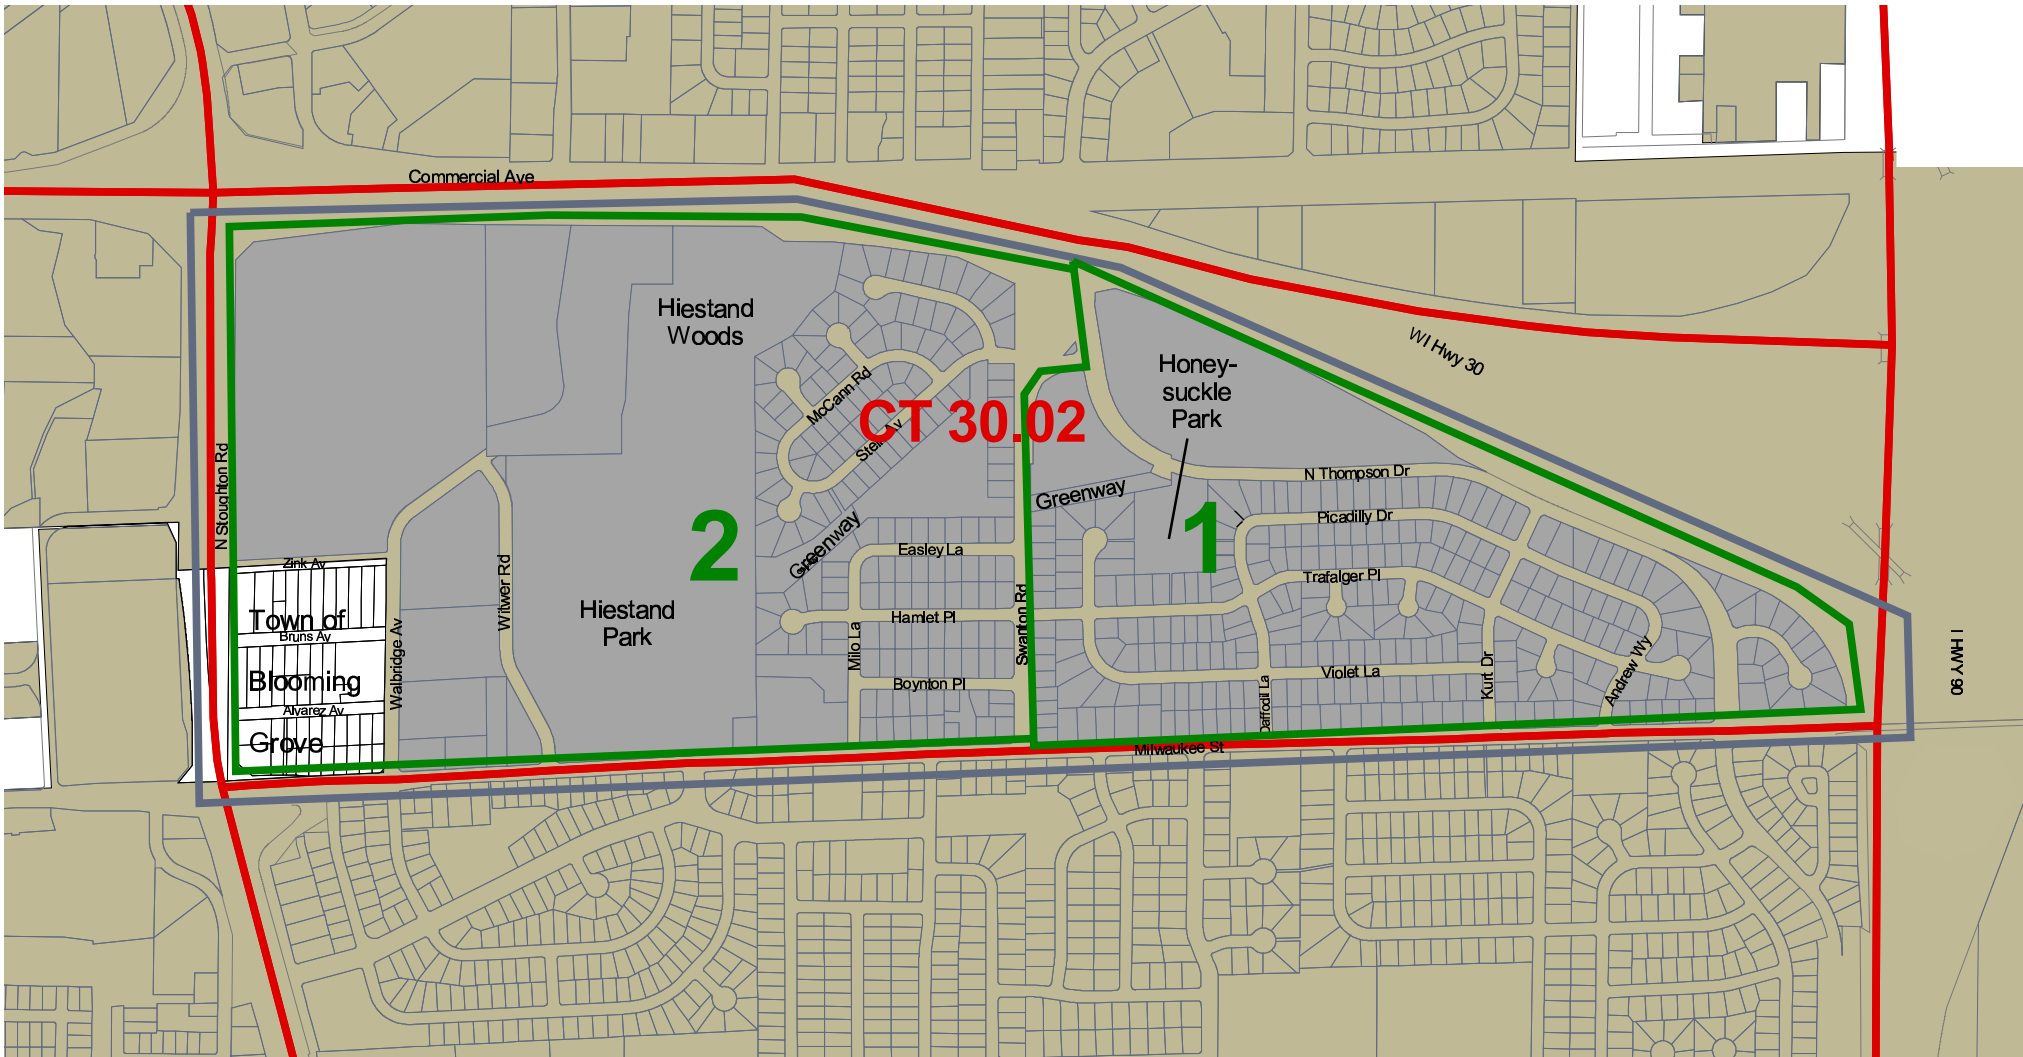 Commercial Ave
Hiestand
Woods
WI Hwy 30
Honey-
suckle
Park
McCann Rd
CT 30.02
Stein Av
N Stoughton Rd
N Thompson Dr
Greenway
Picadilly Dr
2
1
Greenway
Easley La
Zink Av
Trafalger Pl
Witwer Rd
Hiestand
Park
Hamlet Pl
Swanton Rd
Town of
Bruns Av
Milo La
Walbridge Av
Blooming
Boynton Pl
Violet La
Kurt Dr
Andrew Wy
I HWY 90
Daffodil La
Alvarez Av
Grove
Milwaukee St